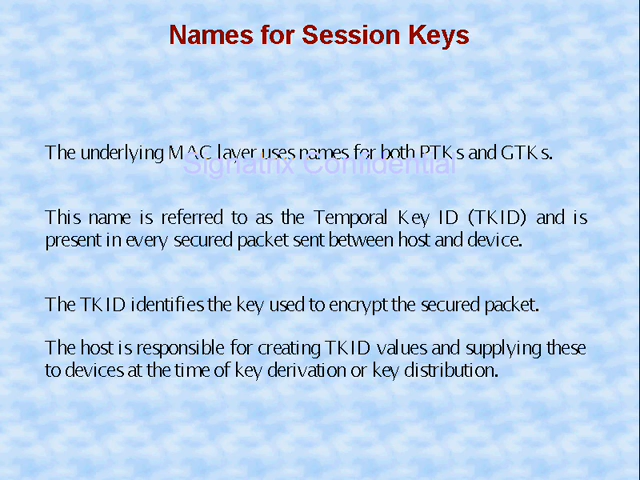 Names for Session Keys
The underlying MAC layer uses names for both PTKs and GTKs.
Signatrix Confidential
This name is referred to as the Temporal Key ID (TKID) and is
present in every secured packet sent between host and device.
The TKID identifies the key used to encrypt the secured packet.
The host is responsible for creating TKID values and supplying these
to devices at the time of key derivation or key distribution.